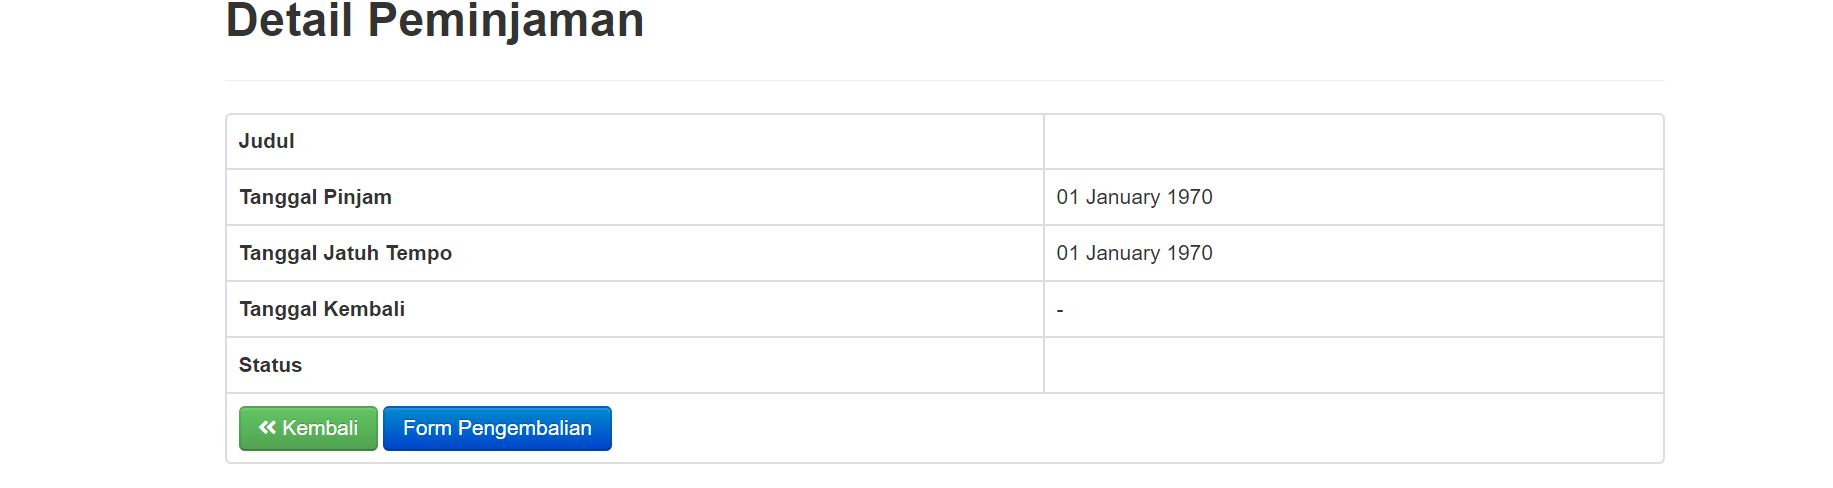 Detail Peminjaman
Judul
Tanggal Pinjam 01 January 1970
Tanggal Jatuh Tempo 01 January 1970
Tanggal Kembali -
Status
Kembali Form Pengembalian